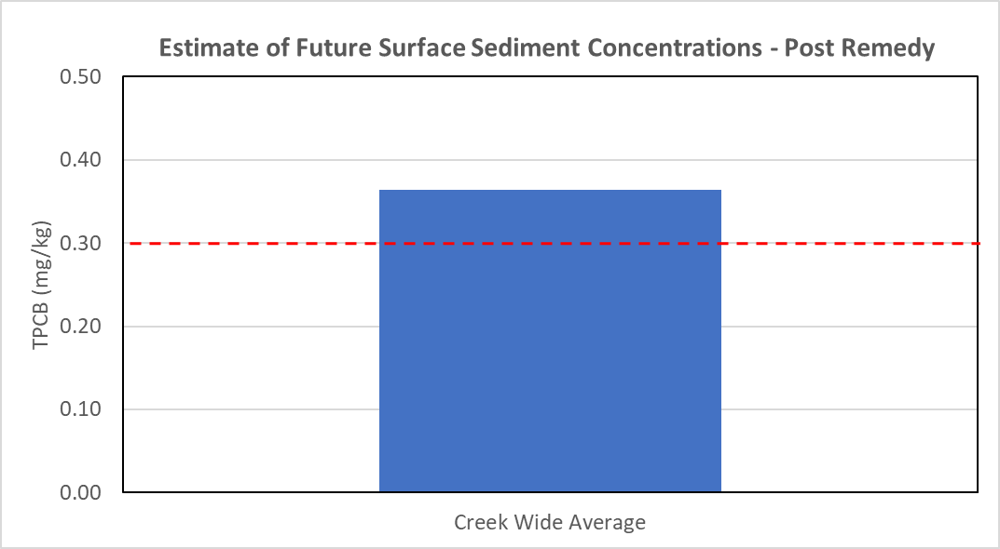 Estimate of Future Surface Sediment Concentrations - Post Remedy
0.50
0.40
0.30
0.20
0.10
0.00
TPCB (mg/kg)
Creek Wide Average